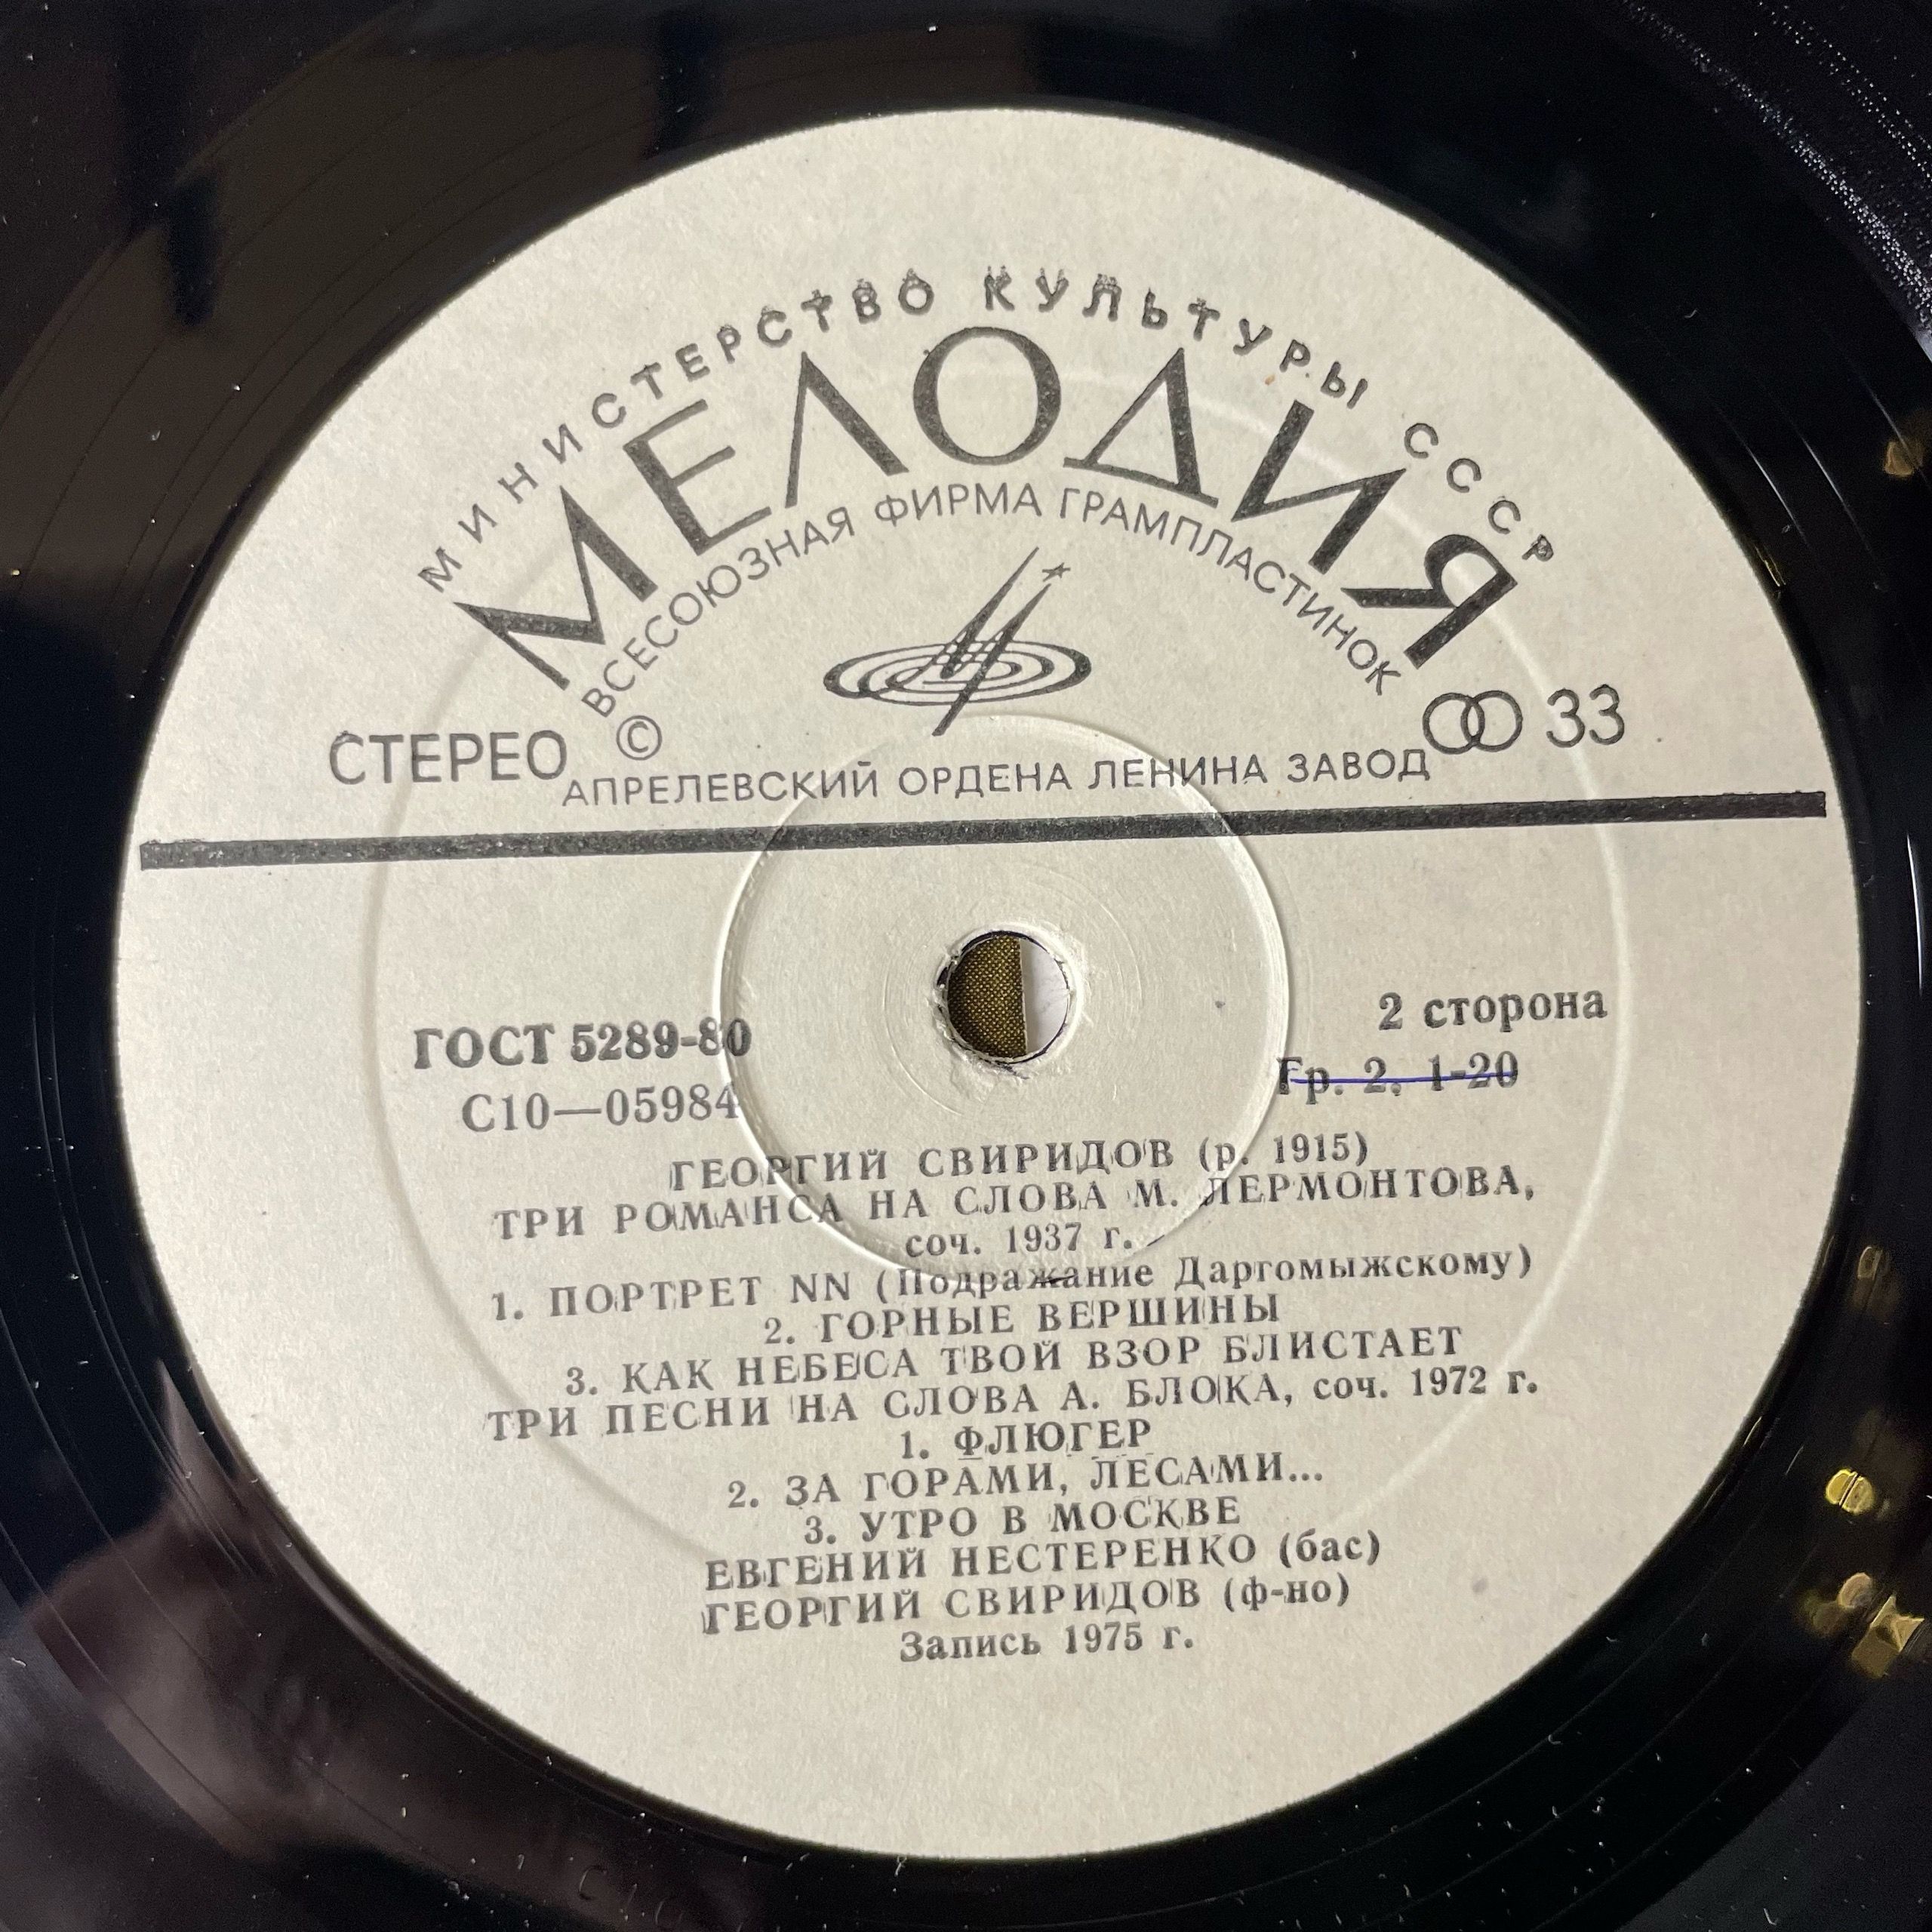 МИНИСТЕРСТВО КУЛЬТУРЫ СССР
МЕЛОДИЯ
ВСЕСОЮЗНАЯ ФИРМА ГРАМПЛАСТИНОК
СТЕРЕО © 33
АПРЕЛЕВСКИЙ ОРДЕНА ЛЕНИНА ЗАВОД
ГОСТ 5289-80
2 сторона
С10—05984
Гр. 2, 1-20
ГЕОРГИЙ СВИРИДОВ (р. 1915)
ТРИ РОМАНСА НА СЛОВА М. ЛЕРМОНТОВА,
соч. 1937 г.
1. ПОРТРЕТ NN (Подражание Даргомыжскому)
2. ГОРНЫЕ ВЕРШИНЫ
3. КАК НЕБЕСА ТВОЙ ВЗОР БЛИСТАЕТ
ТРИ ПЕСНИ НА СЛОВА А. БЛОКА, соч. 1972 г.
1. ФЛЮГЕР
2. ЗА ГОРАМИ, ЛЕСАМИ...
3. УТРО В МОСКВЕ
ЕВГЕНИЙ НЕСТЕРЕНКО (бас)
ГЕОРГИЙ СВИРИДОВ (ф-но)
Запись 1975 г.